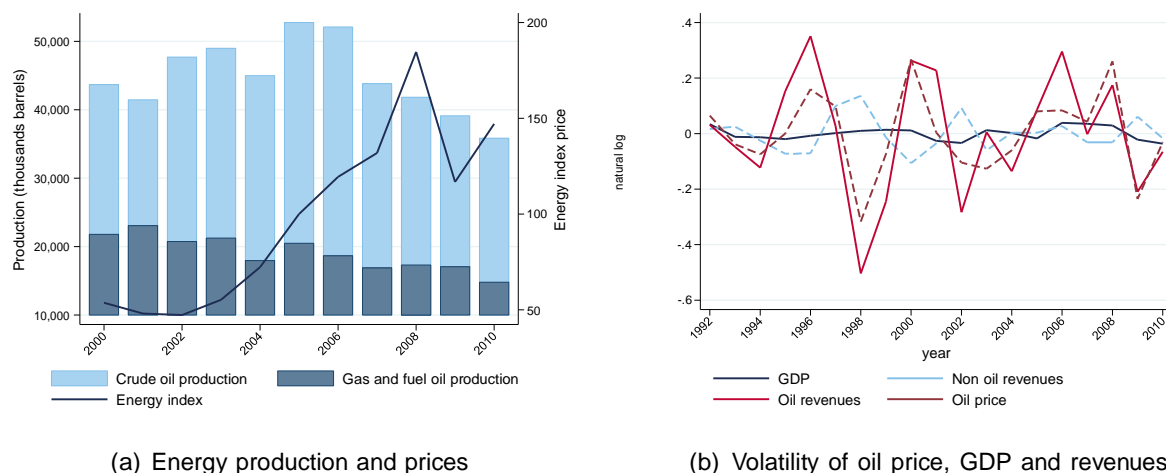 50,000
40,000
30,000
20,000
10,000
Production (thousands barrels)
200
150
100
50
Energy index price
2000
2002
2004
2006
2008
2010
Crude oil production
Gas and fuel oil production
Energy index
(a) Energy production and prices
.4
.2
0
-.2
-.4
-.6
natural log
1992
1994
1996
1998
2000
2002
2004
2006
2008
2010
year
GDP
Non oil revenues
Oil revenues
Oil price
(b) Volatility of oil price, GDP and revenues